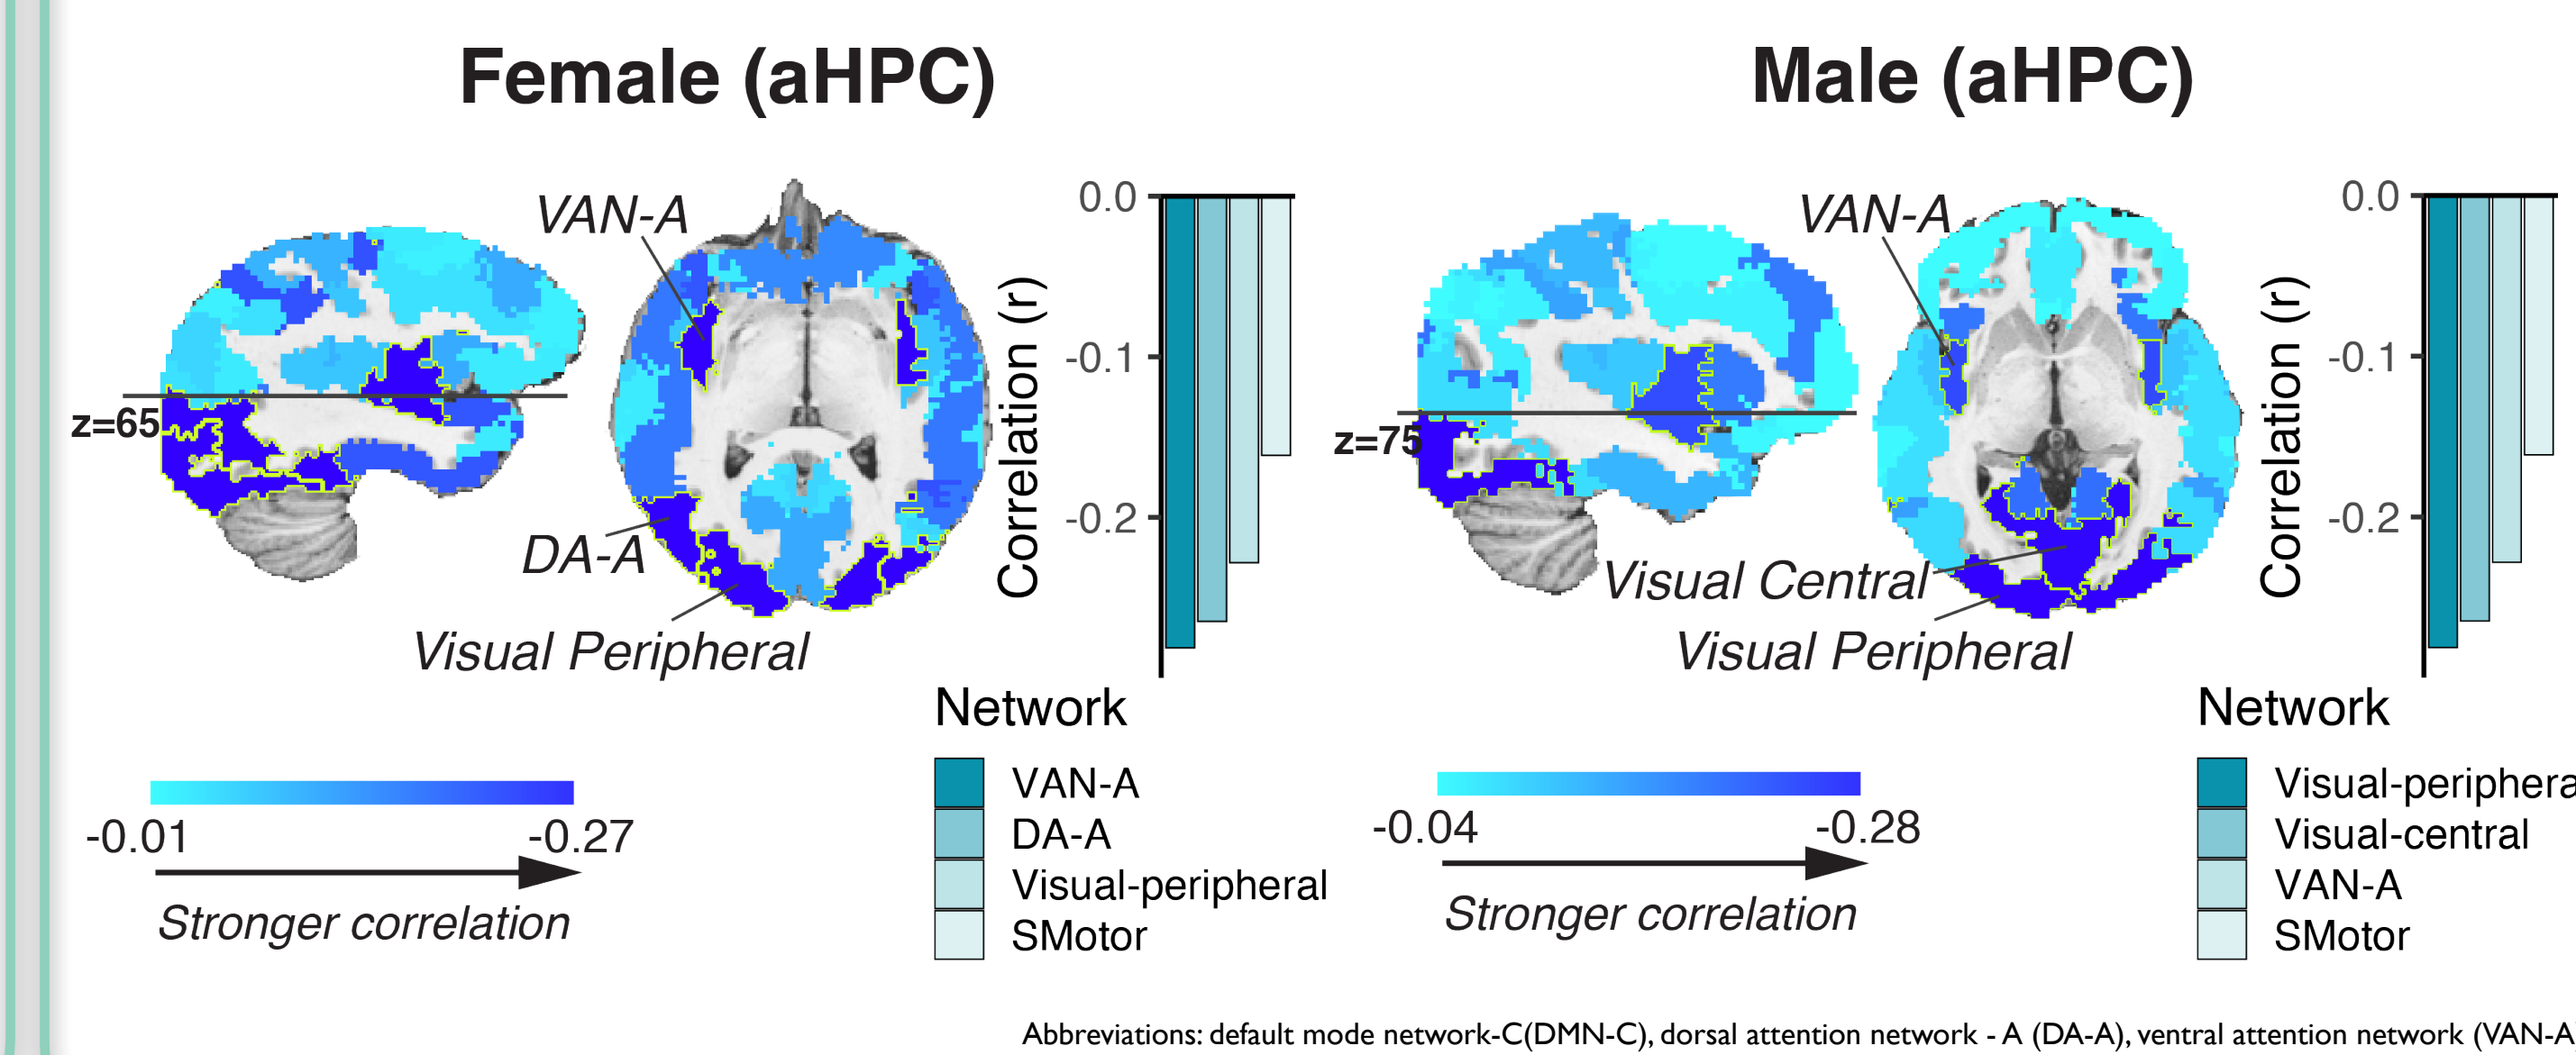 Female (aHPC)
VAN-A
z=65
DA-A
Visual Peripheral
Correlation (r)
0.0
-0.1
-0.2
Network
VAN-A
DA-A
Visual-peripheral
SMotor
-0.01
-0.27
Stronger correlation
Male (aHPC)
VAN-A
z=75
Visual Central
Visual Peripheral
Correlation (r)
0.0
-0.1
-0.2
Network
Visual-periphera
Visual-central
VAN-A
SMotor
-0.04
-0.28
Stronger correlation
Abbreviations: default mode network-C(DMN-C), dorsal attention network - A (DA-A), ventral attention network (VAN-A